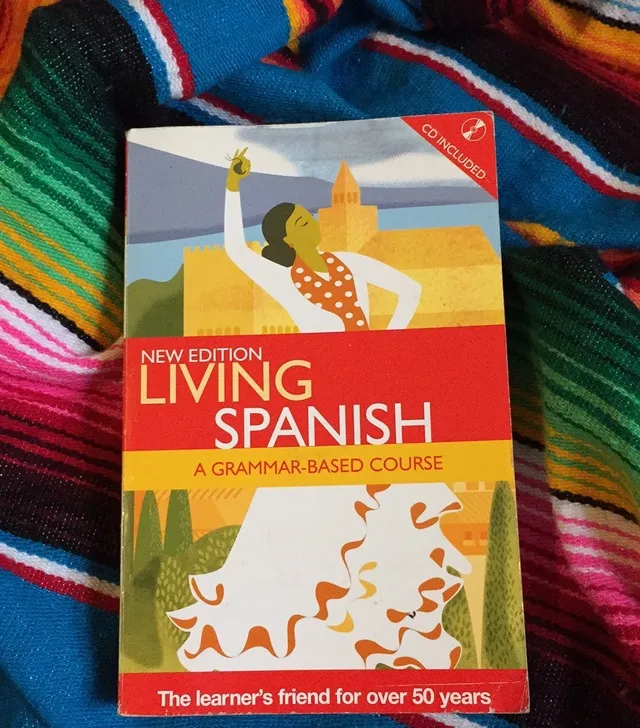 CD INCLUDED
NEW EDITION
LIVING
SPANISH
A GRAMMAR-BASED COURSE
The learner's friend for over 50 years